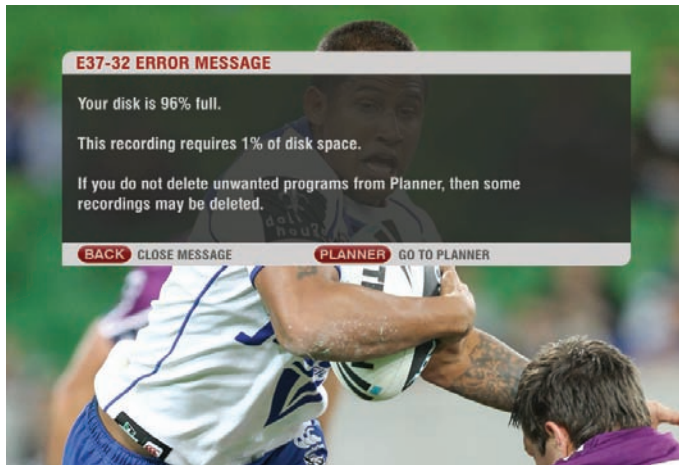 E37-32 ERROR MESSAGE
Your disk is 96% full.
This recording requires 1% of disk space.
If you do not delete unwanted programs from Planner, then some
recordings may be deleted.
doll
house
BACK CLOSE MESSAGE PLANNER GO TO PLANNER